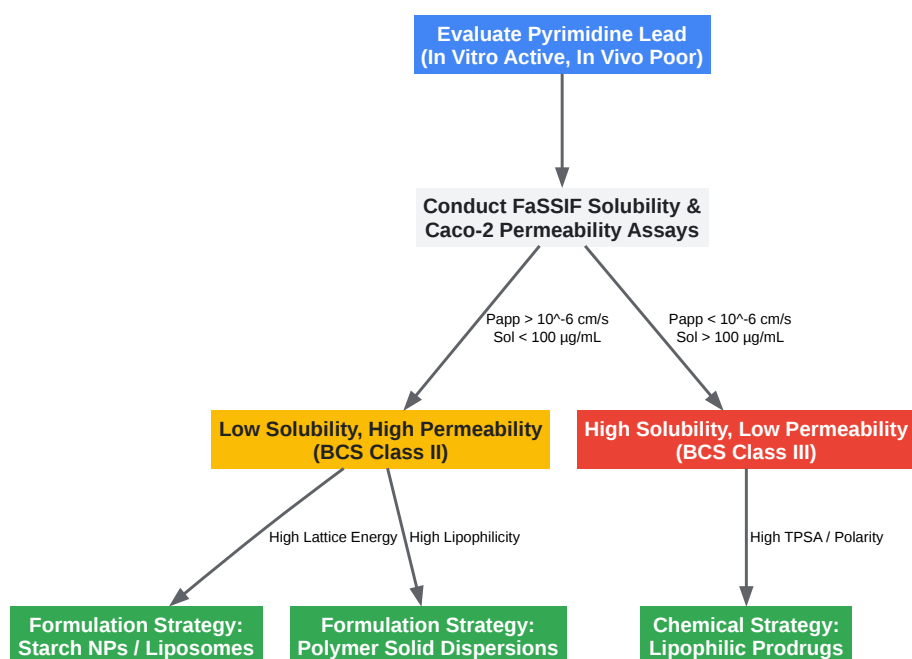 Evaluate Pyrimidine Lead
(In Vitro Active, In Vivo Poor)
Conduct FaSSIF Solubility &
Caco-2 Permeability Assays
Papp > 10^-6 cm/s
Sol < 100 µg/mL
Papp < 10^-6 cm/s
Sol > 100 µg/mL
Low Solubility, High Permeability
(BCS Class II)
High Solubility, Low Permeability
(BCS Class III)
High Lattice Energy
High Lipophilicity
High TPSA / Polarity
Formulation Strategy:
Starch NPs / Liposomes
Formulation Strategy:
Polymer Solid Dispersions
Chemical Strategy:
Lipophilic Prodrugs